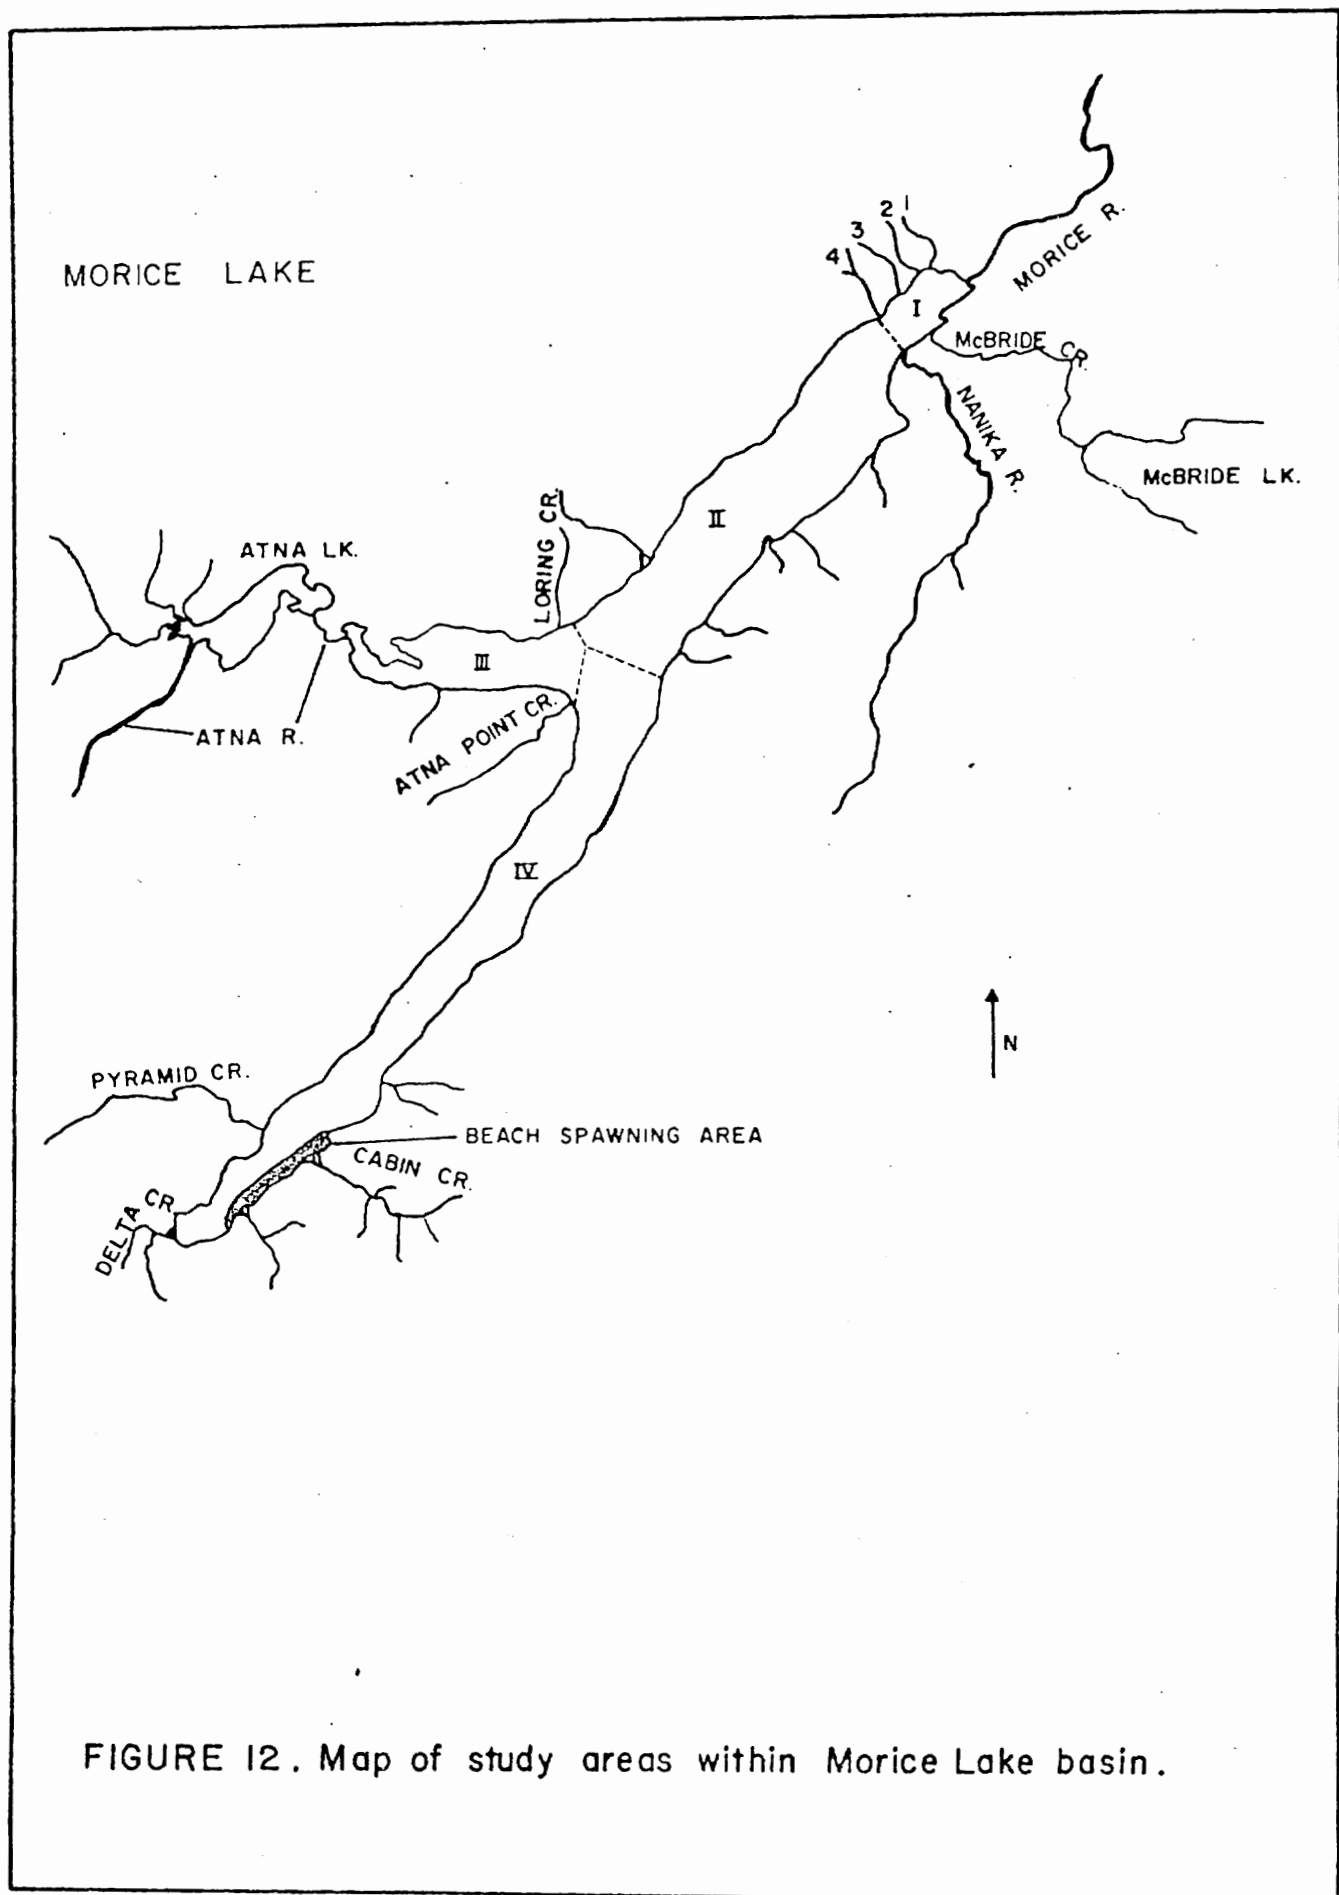 MORICE LAKE
1
2
3
4
MORICE R.
I
McBRIDE CR.
NANIKA R.
McBRIDE LK.
II
LORING CR.
ATNA LK.
III
ATNA R.
ATNA POINT CR.
IV
N
PYRAMID CR.
BEACH SPAWNING AREA
CABIN CR.
DELTA CR.
FIGURE 12. Map of study areas within Morice Lake basin.